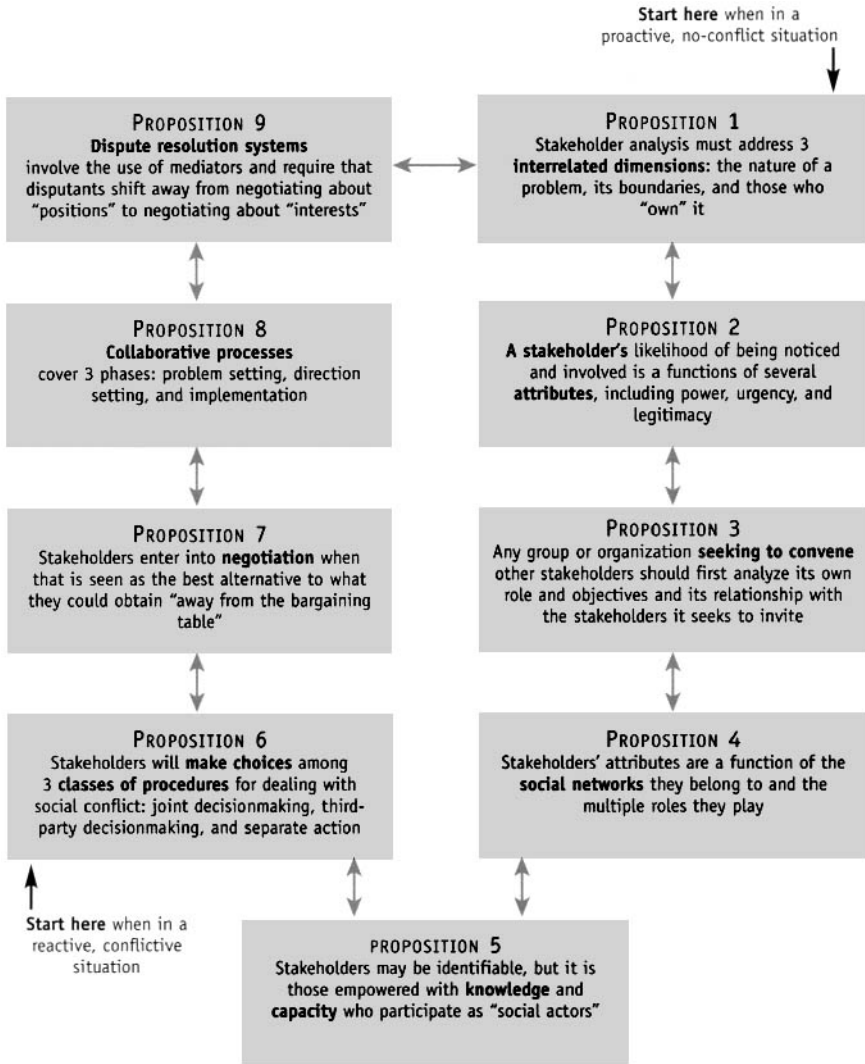 Start here when in a
proactive, no-conflict situation
PROPOSITION 1
Stakeholder analysis must address 3
interrelated dimensions: the nature of a
problem, its boundaries, and those who
"own" it
PROPOSITION 2
A stakeholder's likelihood of being noticed
and involved is a functions of several
attributes, including power, urgency, and
legitimacy
PROPOSITION 3
Any group or organization seeking to convene
other stakeholders should first analyze its own
role and objectives and its relationship with
the stakeholders it seeks to invite
PROPOSITION 4
Stakeholders' attributes are a function of the
social networks they belong to and the
multiple roles they play
PROPOSITION 5
Stakeholders may be identifiable, but it is
those empowered with knowledge and
capacity who participate as "social actors"
Start here when in a
reactive, conflictive
situation
PROPOSITION 6
Stakeholders will make choices among
3 classes of procedures for dealing with
social conflict: joint decisionmaking, third-
party decisionmaking, and separate action
PROPOSITION 7
Stakeholders enter into negotiation when
that is seen as the best alternative to what
they could obtain "away from the bargaining
table"
PROPOSITION 8
Collaborative processes
cover 3 phases: problem setting, direction
setting, and implementation
PROPOSITION 9
Dispute resolution systems
involve the use of mediators and require that
disputants shift away from negotiating about
"positions" to negotiating about "interests"